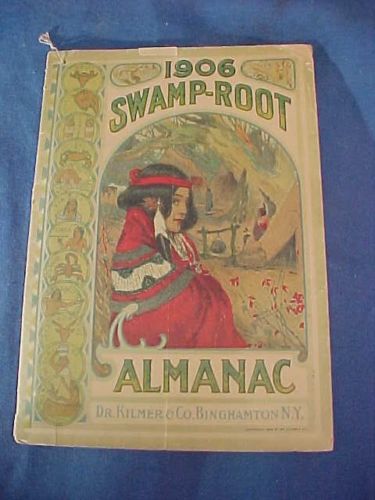 1906
SWAMP-ROOT
ALMANAC
DR. KILMER & CO. BINGHAMTON N.Y.